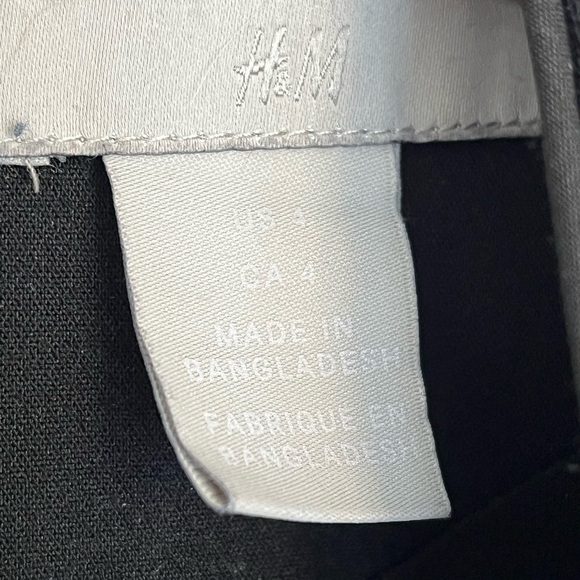 H&M
US 4
CA 4
MADE IN
BANGLADESH
FABRIQUE EN
BANGLADESH